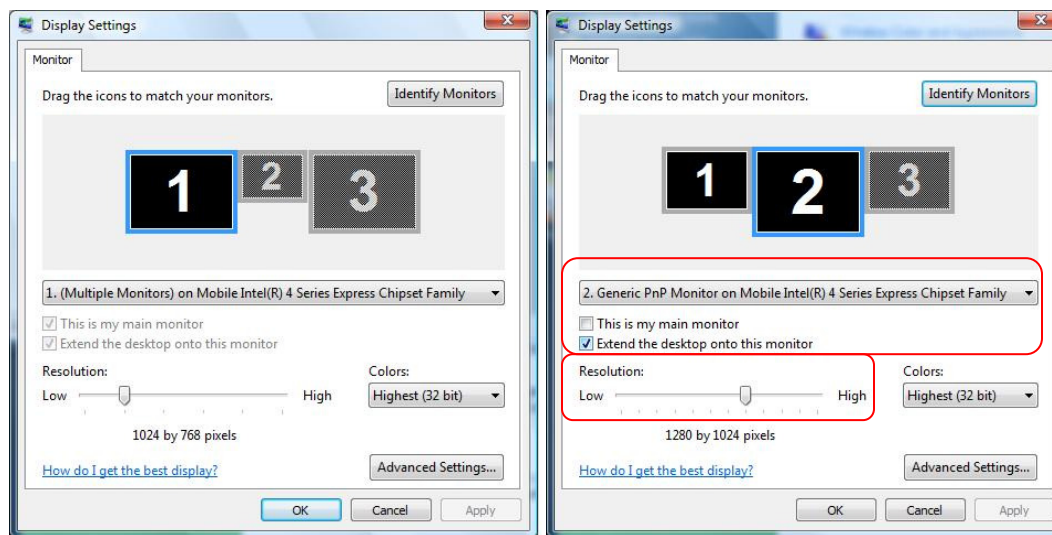 Display Settings
Monitor
Drag the icons to match your monitors.
Identify Monitors
1
2
3
1. (Multiple Monitors) on Mobile Intel(R) 4 Series Express Chipset Family
This is my main monitor
Extend the desktop onto this monitor
Resolution:
Colors:
Low
High
Highest (32 bit)
1024 by 768 pixels
How do I get the best display?
Advanced Settings...
OK
Cancel
Apply
Display Settings
Monitor
Drag the icons to match your monitors.
Identify Monitors
1
2
3
2. Generic PnP Monitor on Mobile Intel(R) 4 Series Express Chipset Family
This is my main monitor
Extend the desktop onto this monitor
Resolution:
Colors:
Low
High
Highest (32 bit)
1280 by 1024 pixels
How do I get the best display?
Advanced Settings...
OK
Cancel
Apply